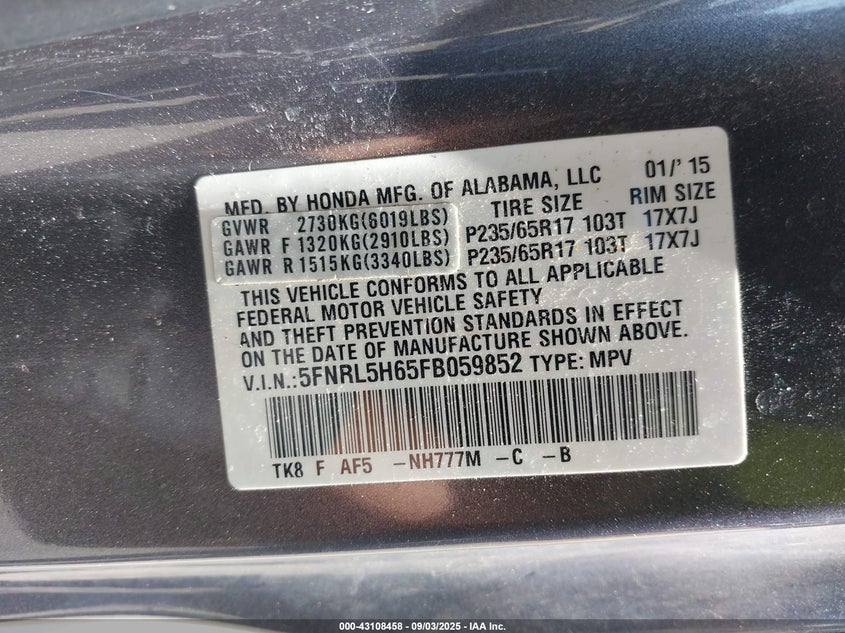 MFD. BY HONDA MFG. OF ALABAMA, LLC 01/' 15
GVWR 2730KG(6019LBS) TIRE SIZE RIM SIZE
GAWR F 1320KG(2910LBS) P235/65R17 103T 17X7J
GAWR R 1515KG(3340LBS) P235/65R17 103T 17X7J
THIS VEHICLE CONFORMS TO ALL APPLICABLE
FEDERAL MOTOR VEHICLE SAFETY
AND THEFT PREVENTION STANDARDS IN EFFECT
ON THE DATE OF MANUFACTURE SHOWN ABOVE.
V.I.N.:5FNRL5H65FB059852 TYPE: MPV
TK8 F AF5 -NH777M -C -B
000-43108458 - 09/03/2025 - IAA Inc.